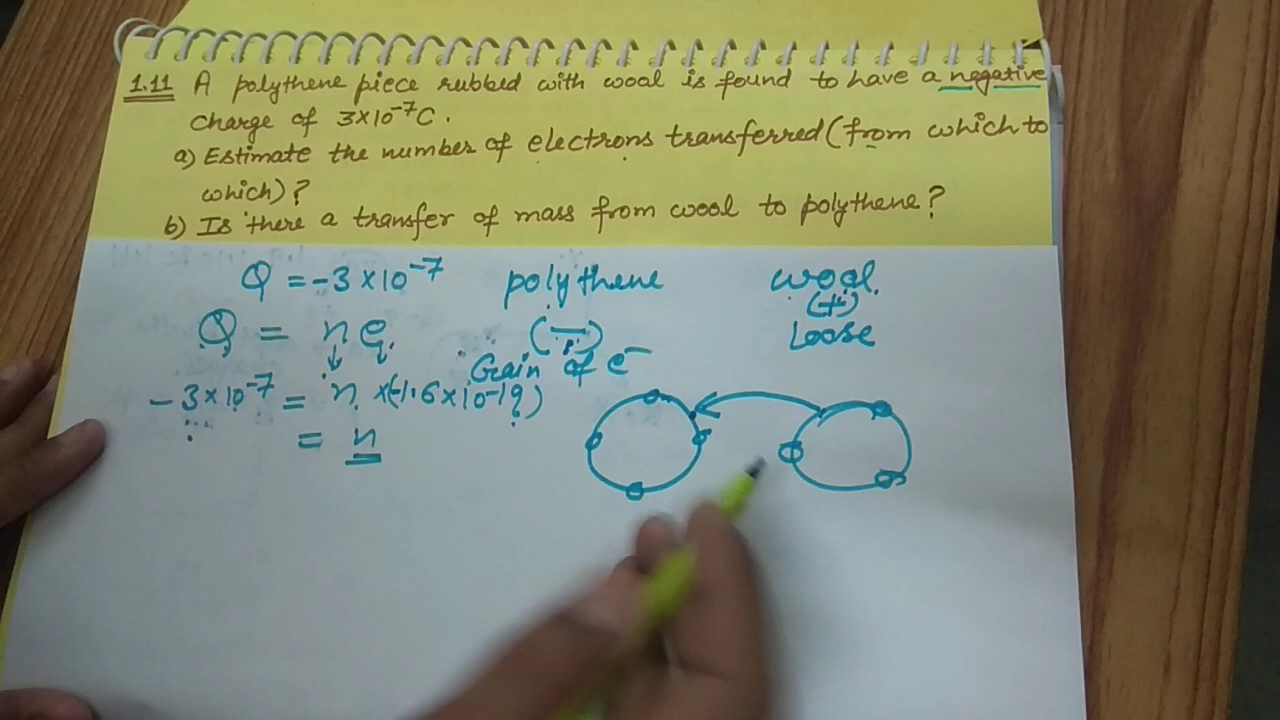 1.11 A polythene piece rubbed with wool is found to have a negative
charge of 3×10⁻⁷C.
a) Estimate the number of electrons transferred (from which to
which)?
b) Is there a transfer of mass from wool to polythene?
Q = -3×10⁻⁷ polythene wool
Q = n e (-) (+)
Gain of e⁻ Loose
-3×10⁻⁷ = n ×(-1.6×10⁻¹⁹)
= n